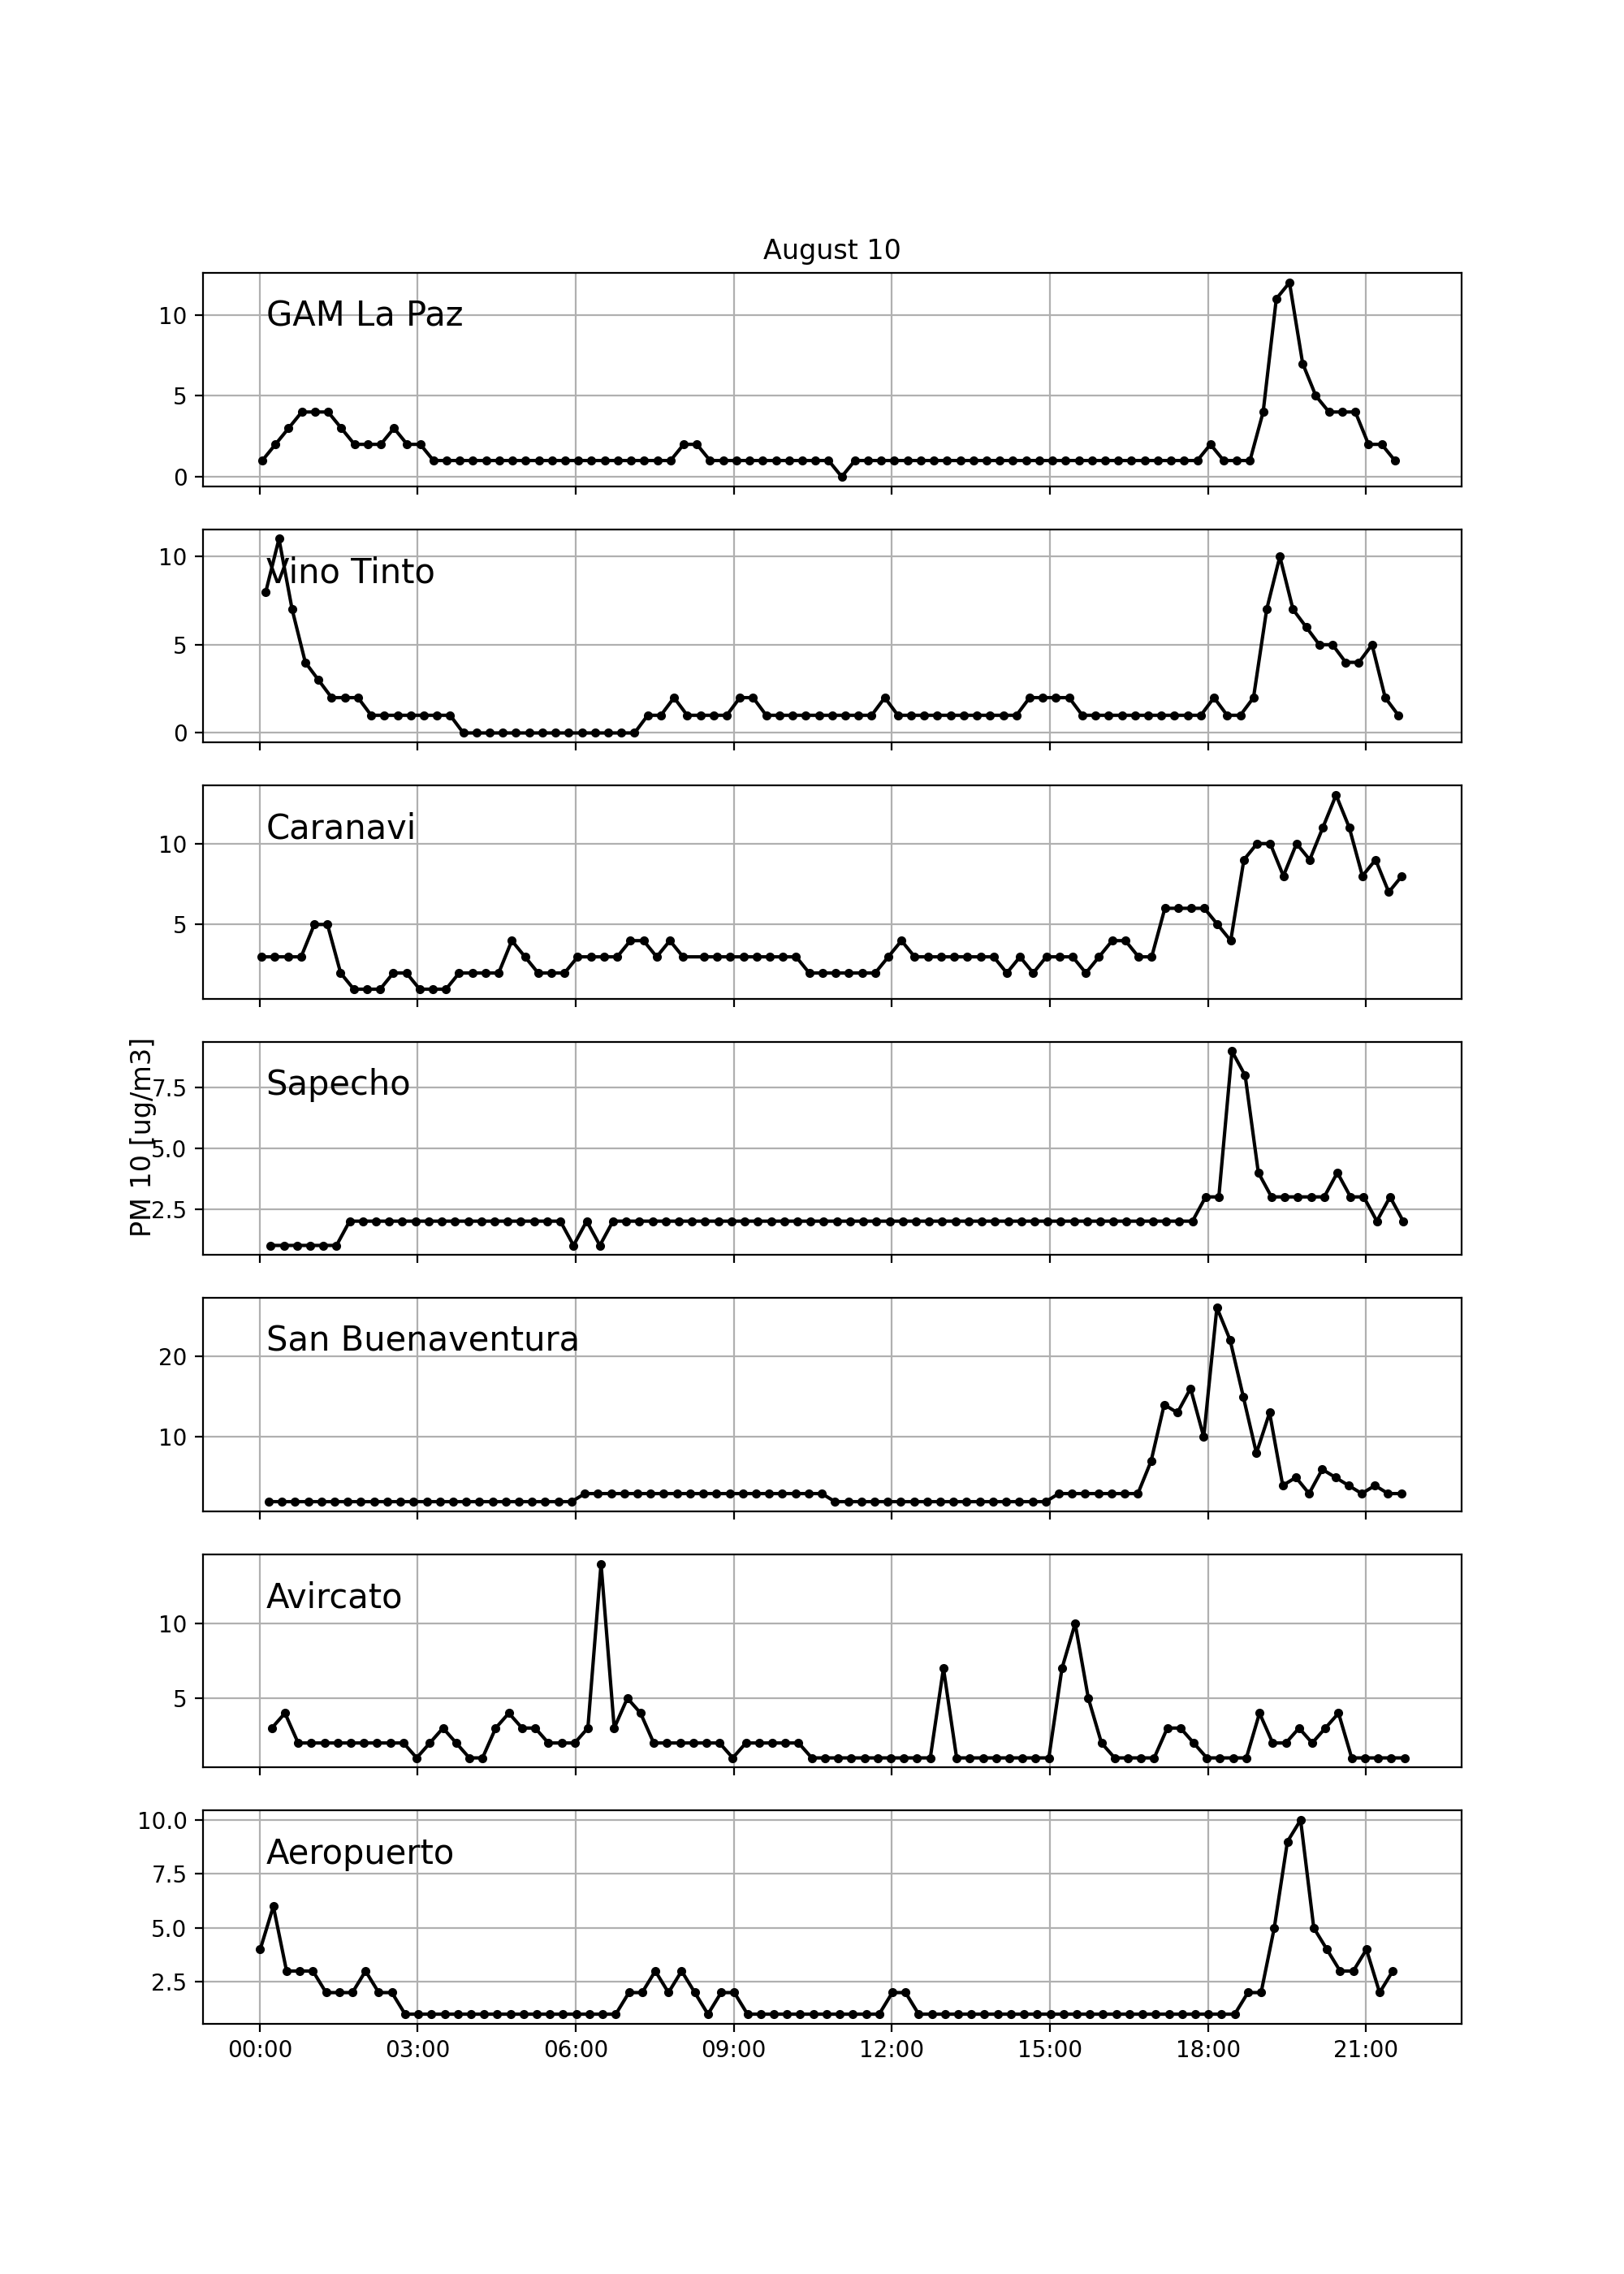 August 10
GAM La Paz
10
5
0
Vino Tinto
10
5
0
Caranavi
10
5
PM 10 [ug/m3]
Sapecho
7.5
5.0
2.5
San Buenaventura
20
10
Avircato
10
5
Aeropuerto
10.0
7.5
5.0
2.5
00:00 03:00 06:00 09:00 12:00 15:00 18:00 21:00